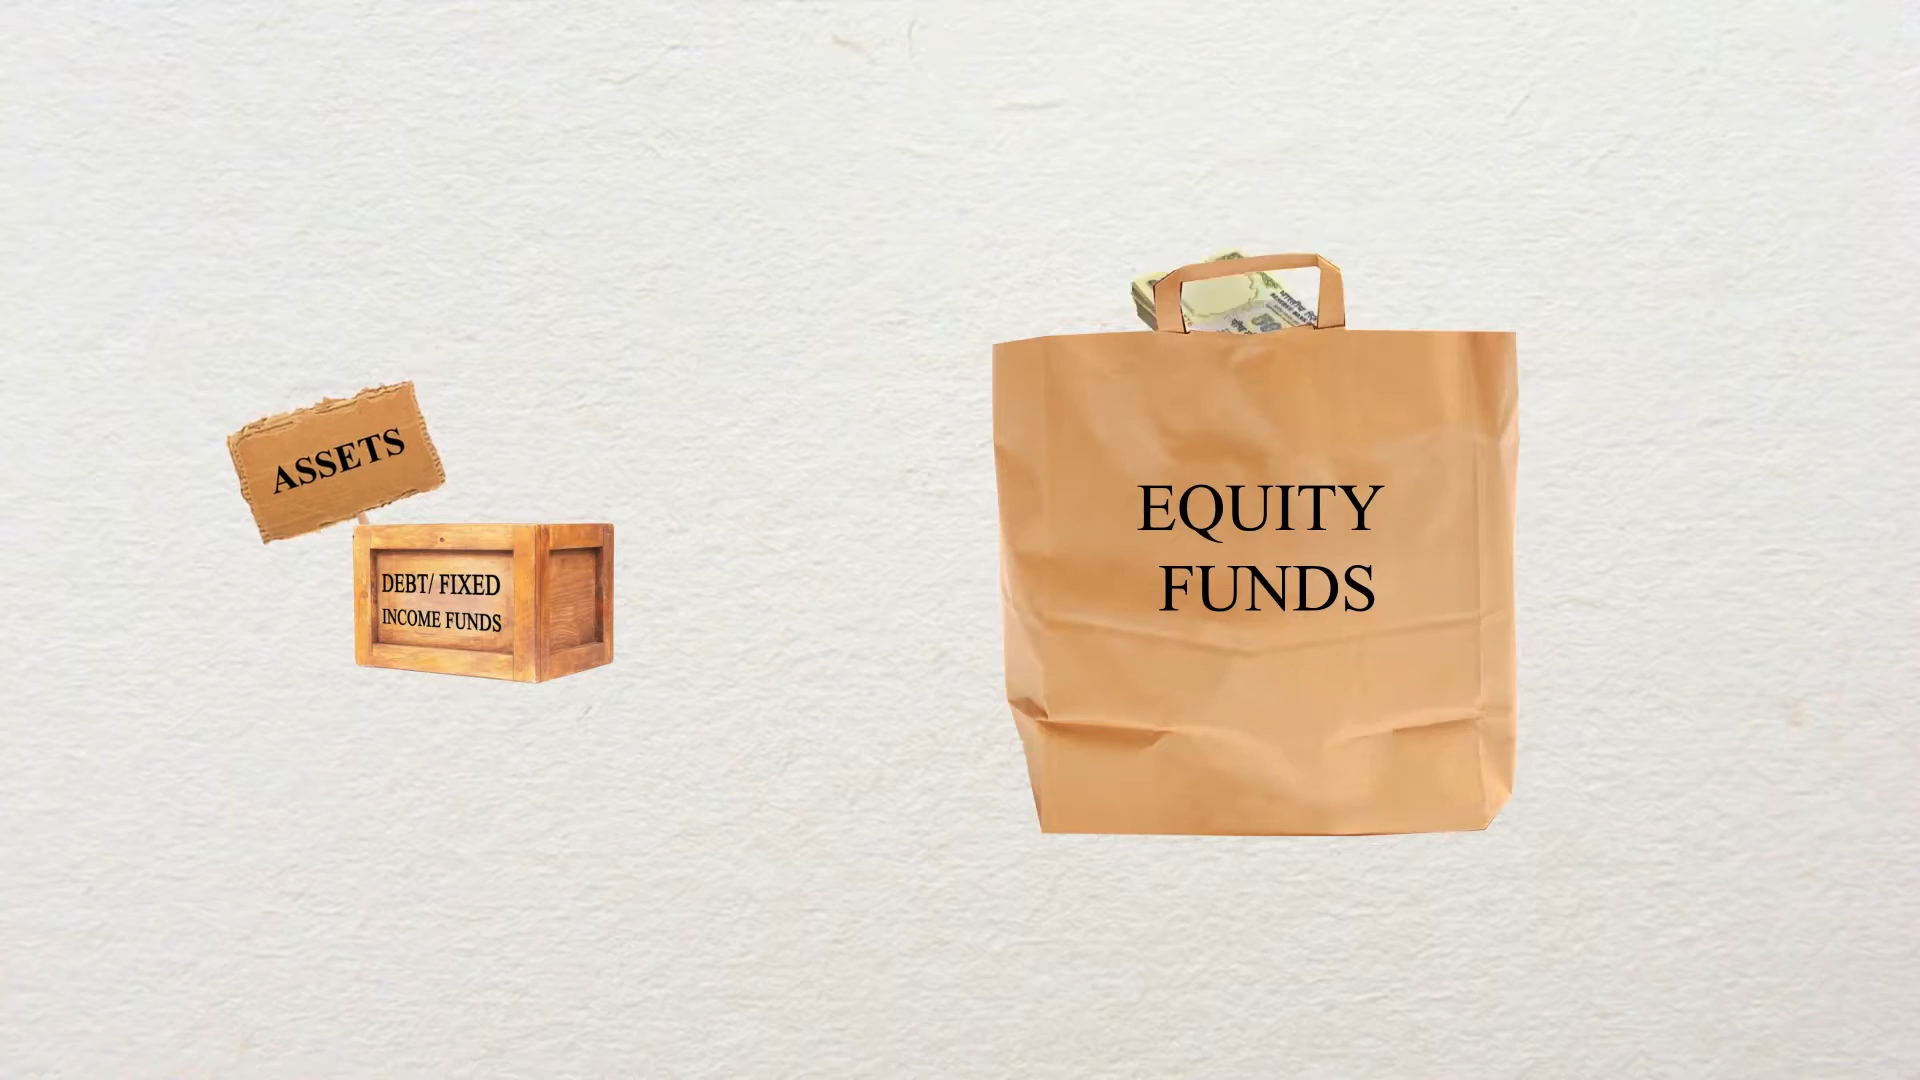 ASSETS
DEBT/ FIXED
INCOME FUNDS
EQUITY
FUNDS